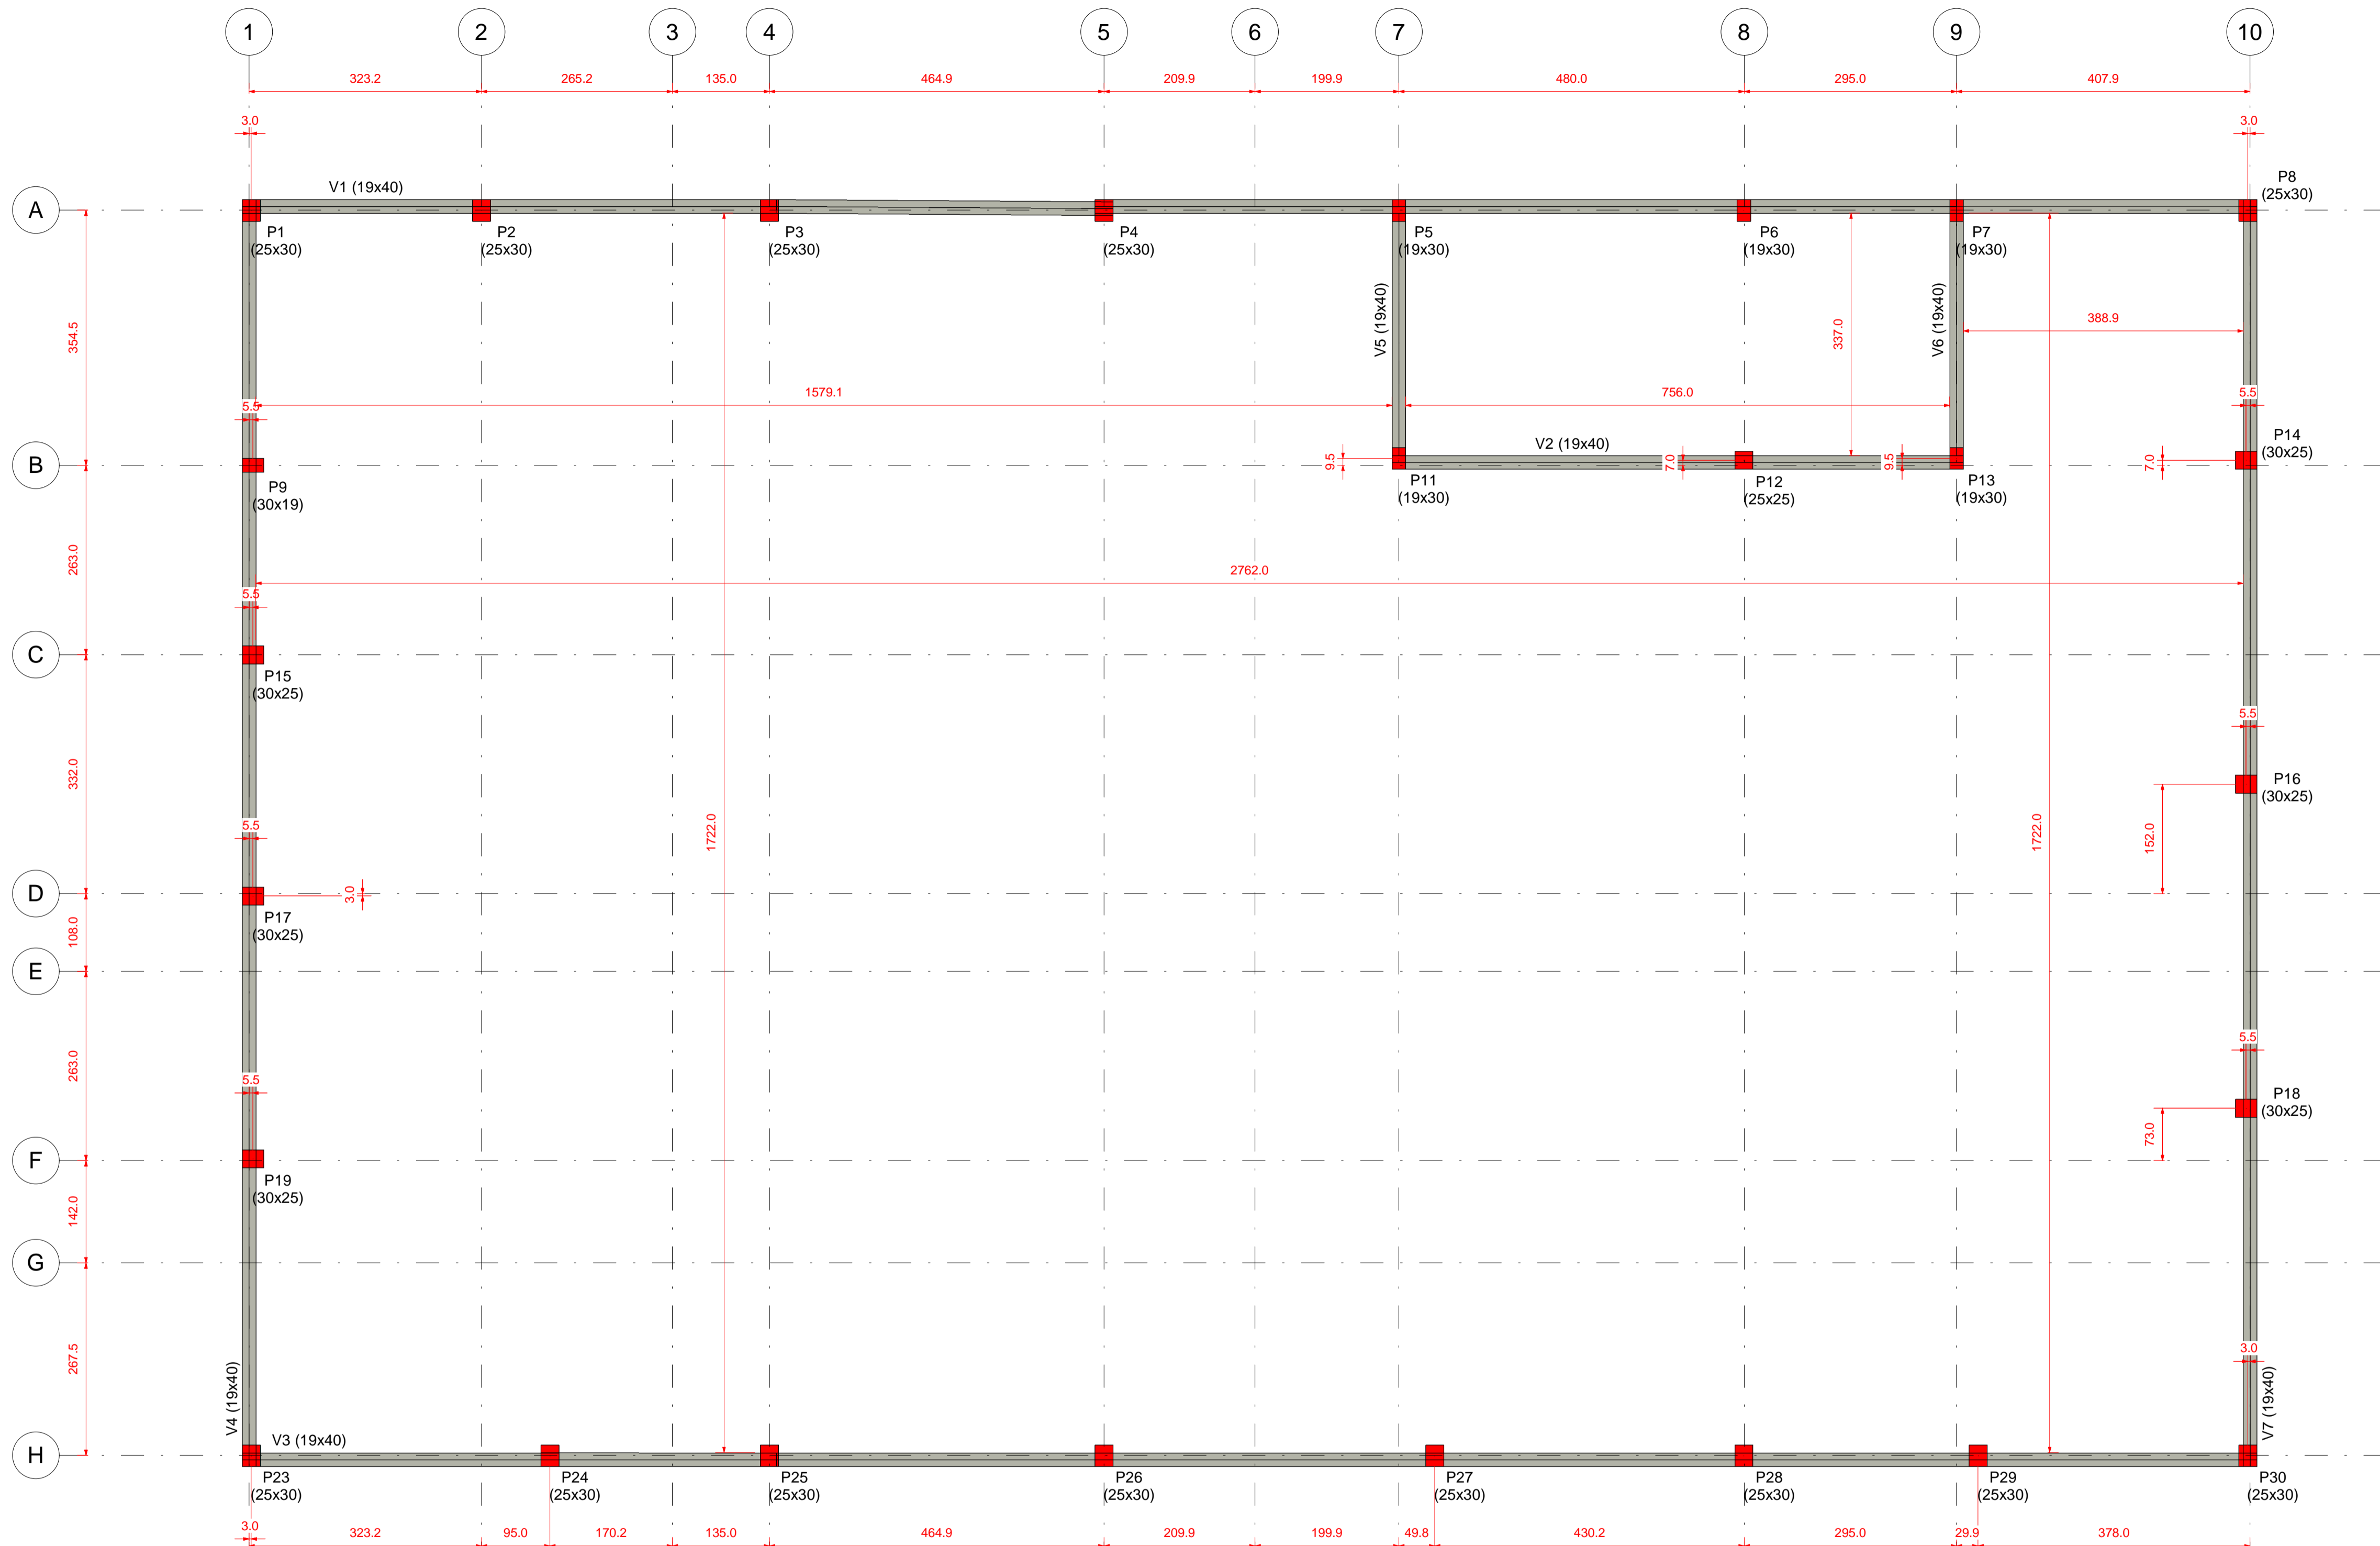 1 2 3 4 5 6 7 8 9 10
323.2 265.2 135.0 464.9 209.9 199.9 480.0 295.0 407.9
3.0 3.0
P8
(25x30)
V1 (19x40)
A
P1 P2 P3 P4 P5 P6 P7
(25x30) (25x30) (25x30) (25x30) (19x30) (19x30) (19x30)
V5 (19x40) V6 (19x40)
354.5 337.0 388.9
1579.1 756.0
5.5 5.5
V2 (19x40)
P14
(30x25)
B
9.5 7.0 9.5 7.0
P9 P11 P12 P13
(30x19) (19x30) (25x25) (19x30)
263.0
2762.0
5.5
C
P15
(30x25)
5.5
332.0
P16
(30x25)
5.5
1722.0 1722.0 152.0
D
3.0
P17
(30x25)
108.0
E
263.0
5.5
5.5
P18
(30x25)
73.0
F
P19
(30x25)
142.0
G
267.5
3.0
V4 (19x40) V7 (19x40)
V3 (19x40)
H
P23 P24 P25 P26 P27 P28 P29 P30
(25x30) (25x30) (25x30) (25x30) (25x30) (25x30) (25x30) (25x30)
3.0
323.2 95.0 170.2 135.0 464.9 209.9 199.9 49.8 430.2 295.0 29.9 378.0